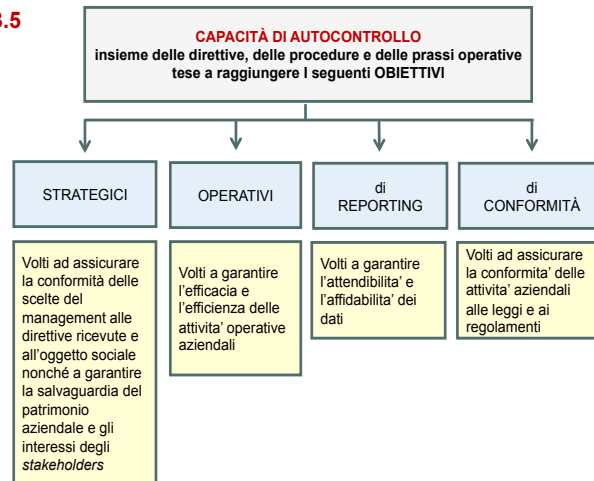 3.5
CAPACITÀ DI AUTOCONTROLLO
insieme delle direttive, delle procedure e delle prassi operative
tese a raggiungere I seguenti OBIETTIVI
STRATEGICI
OPERATIVI
di
REPORTING
di
CONFORMITÀ
Volti ad assicurare
la conformità delle
scelte del
management alle
direttive ricevute e
all'oggetto sociale
nonché a garantire
la salvaguardia del
patrimonio
aziendale e gli
interessi degli
stakeholders
Volti a garantire
l'efficacia e
l'efficienza delle
attivita' operative
aziendali
Volti a garantire
l'attendibilita' e
l'affidabilita' dei
dati
Volti ad assicurare
la conformita' delle
attivita' aziendali
alle leggi e ai
regolamenti